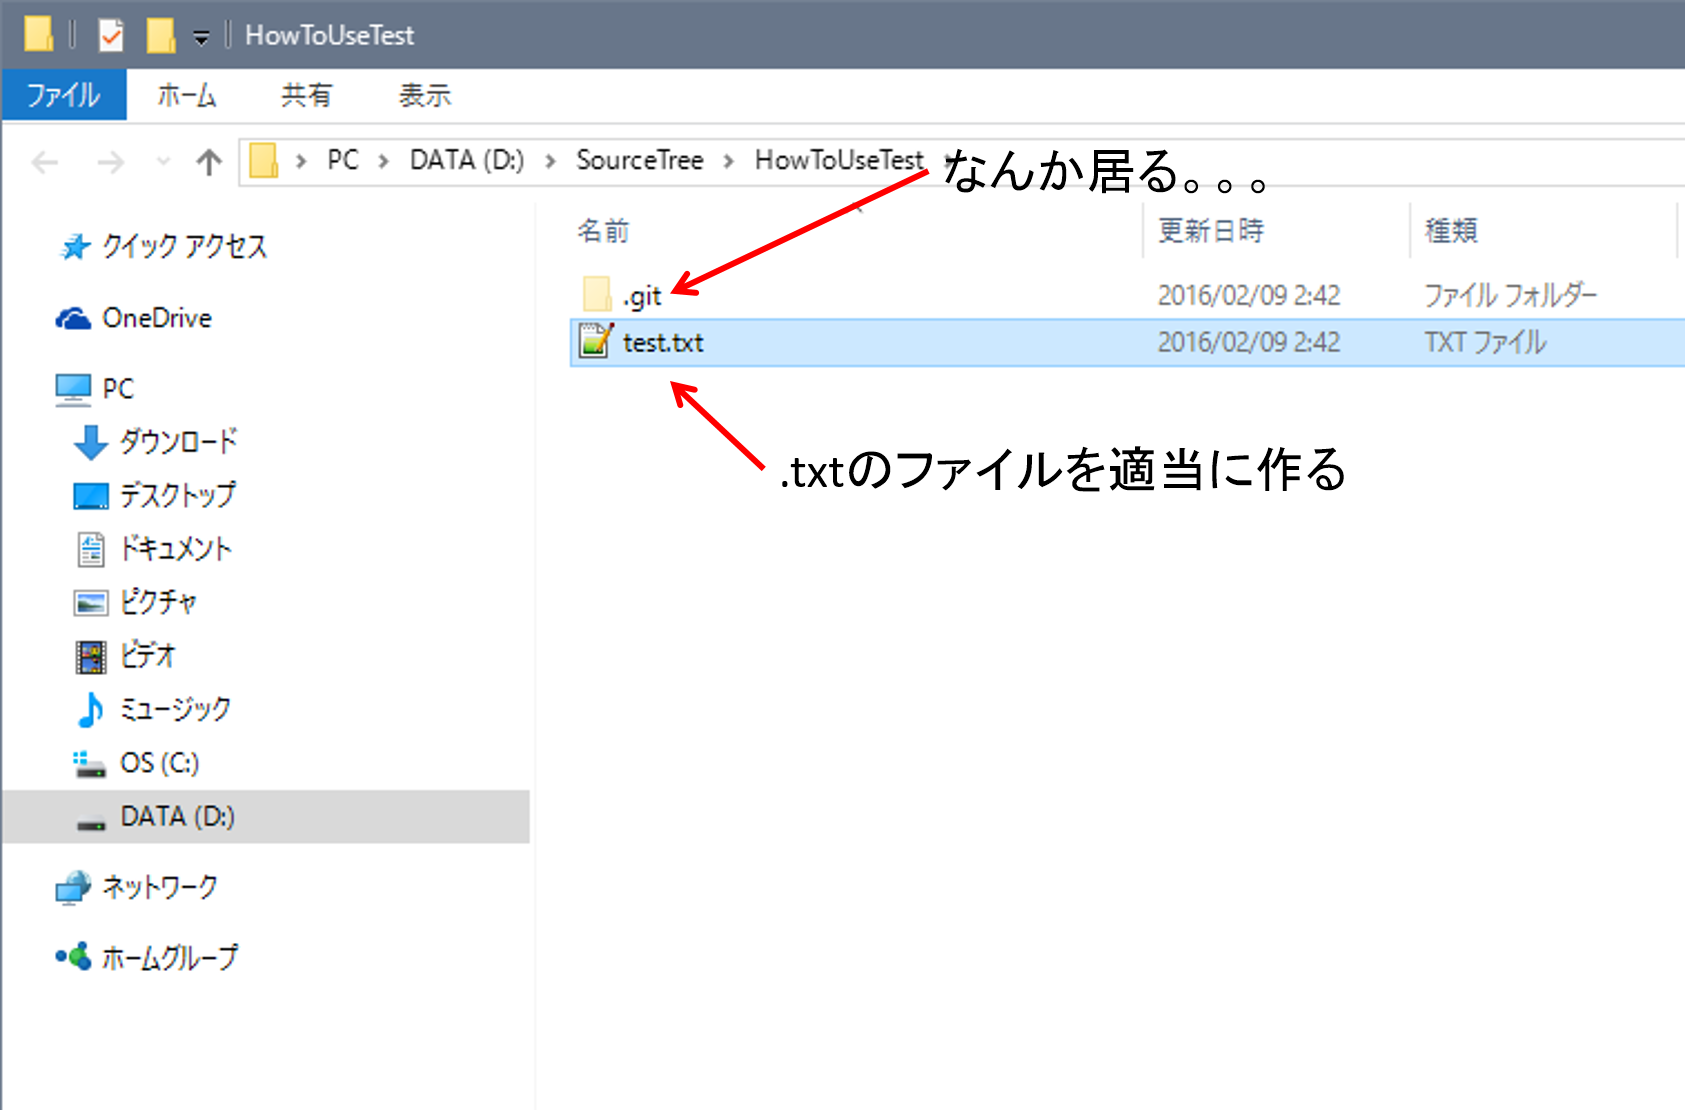 HowToUseTest
ファイル ホーム 共有 表示
PC DATA (D:) SourceTree HowToUseTest
なんか居る。。。
名前 更新日時 種類
.git 2016/02/09 2:42 ファイル フォルダー
test.txt 2016/02/09 2:42 TXT ファイル
.txtのファイルを適当に作る
クイック アクセス
OneDrive
PC
ダウンロード
デスクトップ
ドキュメント
ピクチャ
ビデオ
ミュージック
OS (C:)
DATA (D:)
ネットワーク
ホームグループ